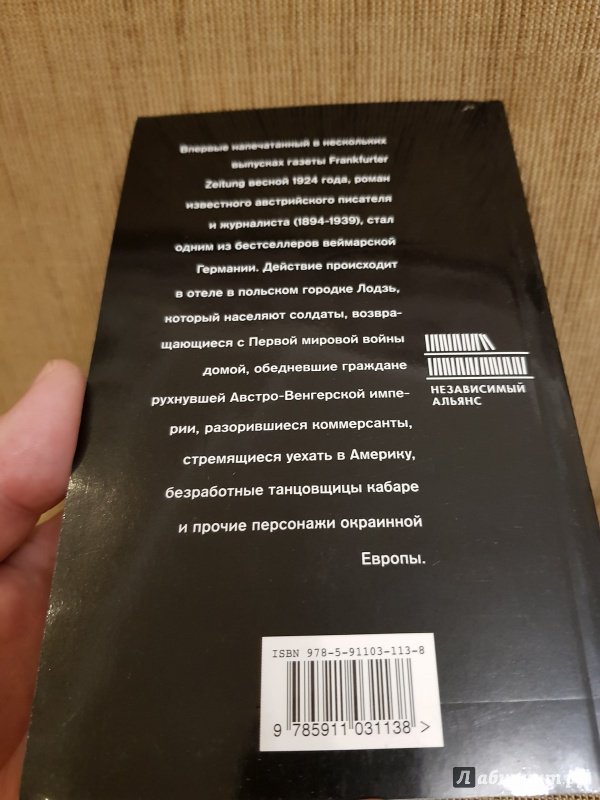 Впервые напечатанный в нескольких
выпусках газеты Frankfurter
Zeitung весной 1924 года, роман
известного австрийского писателя
и журналиста (1894-1939), стал
одним из бестселлеров веймарской
Германии. Действие происходит
в отеле в польском городке Лодзь,
который населяют солдаты, возвра-
щающиеся с Первой мировой войны
домой, обедневшие граждане
рухнувшей Австро-Венгерской импе-
рии, разорившиеся коммерсанты,
стремящиеся уехать в Америку,
безработные танцовщицы кабаре
и прочие персонажи окраинной
Европы.
НЕЗАВИСИМЫЙ
АЛЬЯНС
ISBN 978-5-91103-113-8
9 785911 031138 >
Лабиринт.ру